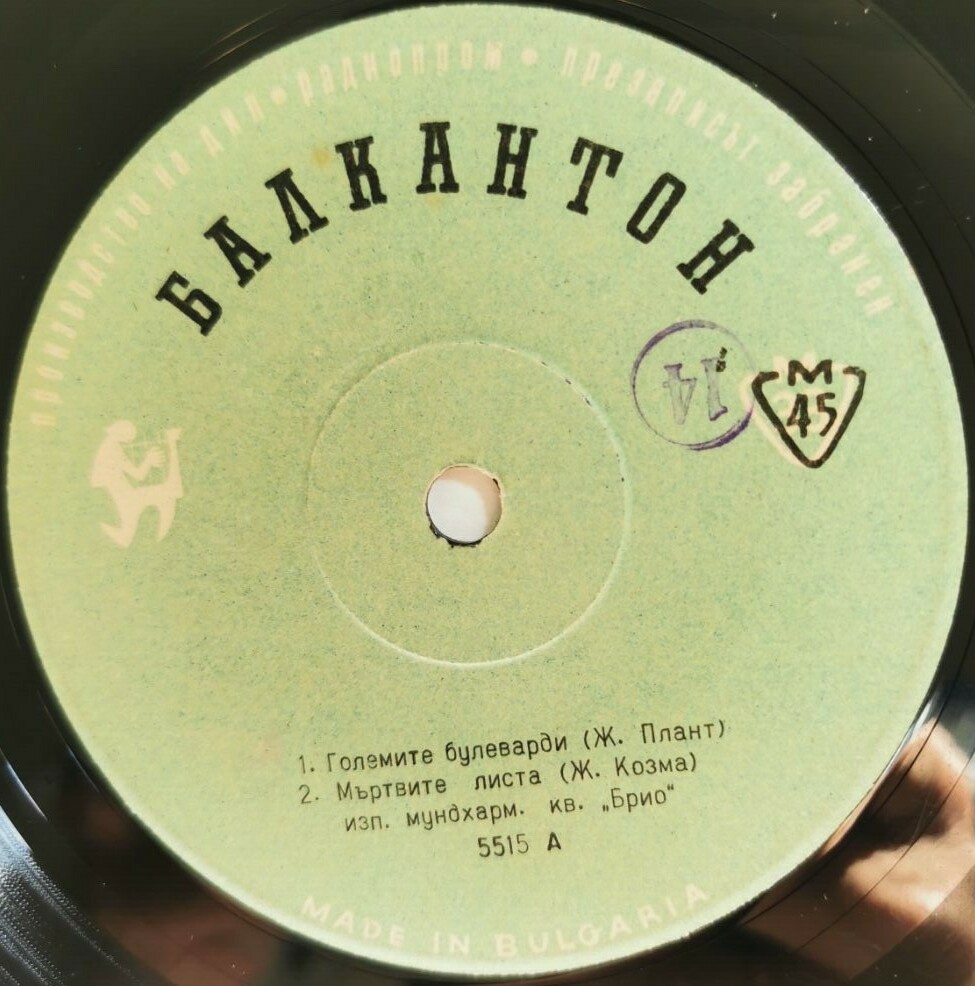 производство на дип • радиопром • презаписът забранен
БАЛКАНТОН
14
М
45
1. Големите булеварди (Ж. Плант)
2. Мъртвите листа (Ж. Козма)
изп. мундхарм. кв. „Брио“
5515 А
MADE IN BULGARIA